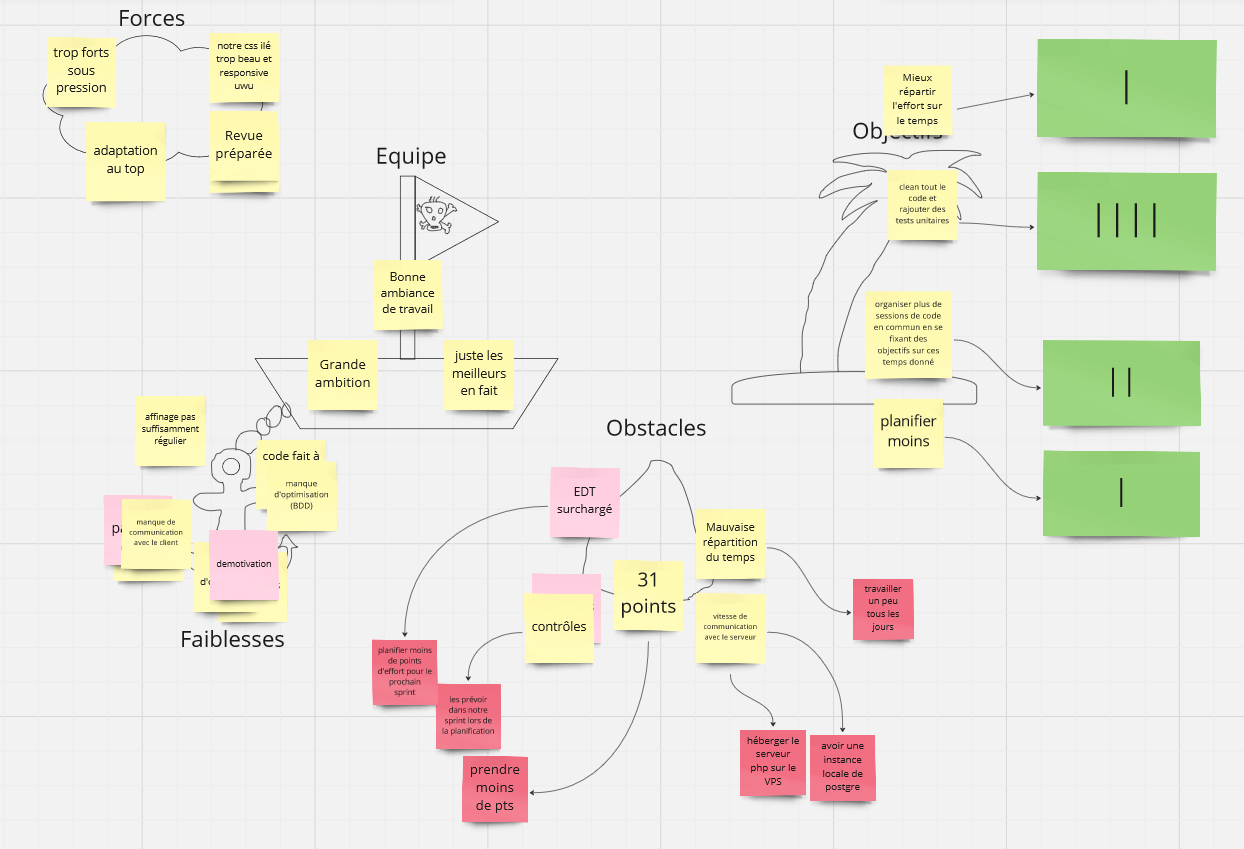 Forces
trop forts
sous
pression
notre css ilé
trop beau et
responsive
uwu
adaptation
au top
Revue
préparée
Equipe
Bonne
ambiance
de travail
Grande
ambition
juste les
meilleurs
en fait
Mieux
répartir
l'effort sur
le temps
Objectifs
clean tout le
code et
rajouter des
tests unitaires
organiser plus de
sessions de code
en commun en se
fixant des
objectifs sur ces
temps donné
planifier
moins
|
||||
||
|
affinage pas
suffisamment
régulier
code fait à
manque
d'optimisation
(BDD)
manque de
communication
avec le client
demotivation
Faiblesses
Obstacles
EDT
surchargé
Mauvaise
répartition
du temps
31
points
contrôles
vitesse de
communication
avec le serveur
travailler
un peu
tous les
jours
planifier moins
de points
d'effort pour le
prochain
sprint
les prévoir
dans notre
sprint lors de
la planification
prendre
moins
de pts
héberger le
serveur
php sur le
VPS
avoir une
instance
locale de
postgre